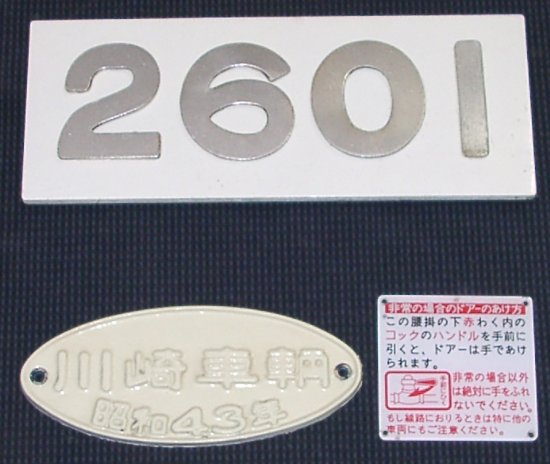 2601
川崎車輌
昭和43年
非常の場合のドアーのあけ方
この腰掛の下赤わく内の
コックのハンドルを手前に
引くと、ドアーは手であけ
られます。
非常の場合以外
は絶対に手をふれ
ないでください。
もし線路におりるときは特に他の
車両にもご注意ください。